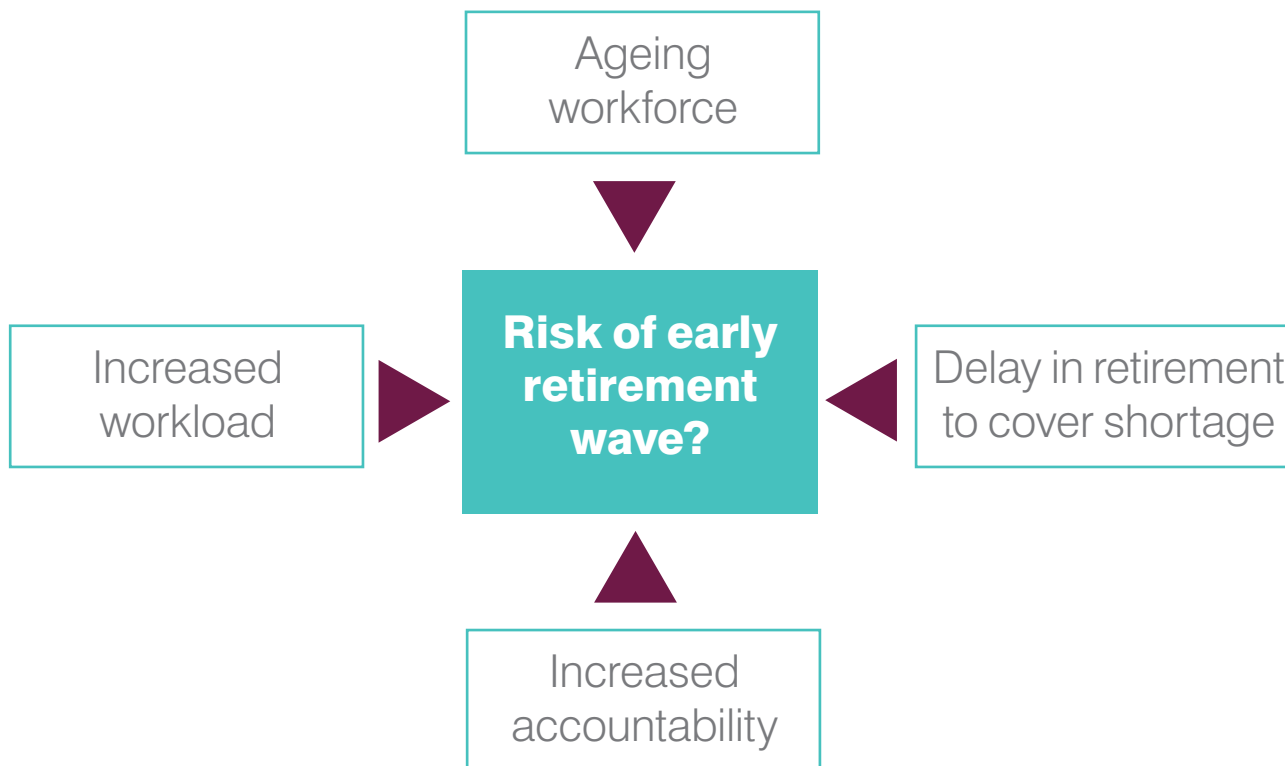 Ageing
workforce
Increased
workload
Risk of early
retirement
wave?
Delay in retirement
to cover shortage
Increased
accountability